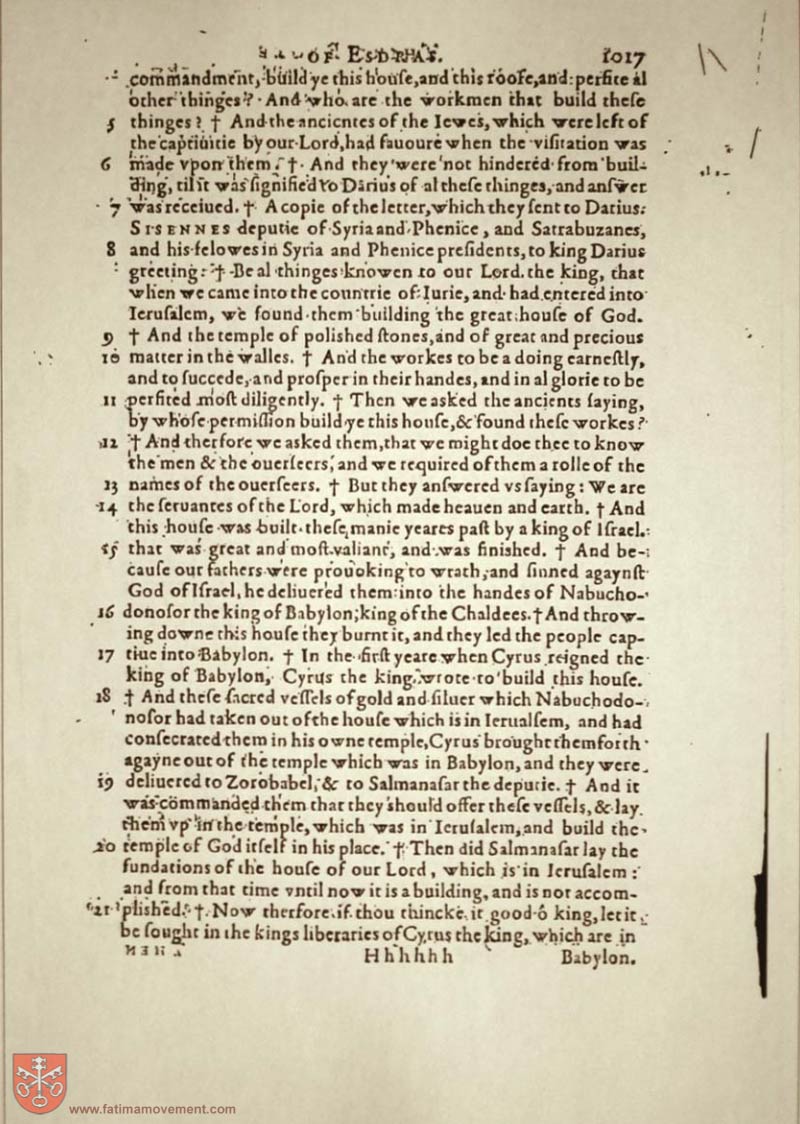 OF ESDRAS. 1017
commandment, build ye this house, and this roofe, and perfite al
other thinges? And who are the workmen that build these
5 thinges? † And the ancientes of the Iewes, which were left of
the captiuitie by our Lord, had fauoure when the visitation was
6 made vpon them. † And they were not hindered from buil-
ding, til it was signified to Darius of al these thinges, and answer
7 was receiued. † A copie of the letter, which they sent to Darius:
SISENNES deputie of Syria and Phenice, and Satrabuzanes,
8 and his felowes in Syria and Phenice presidents, to king Darius
greeting: † Be al thinges knowen to our Lord the king, that
when we came into the countrie of Iurie, and had entered into
Ierusalem, we found them building the great house of God.
9 † And the temple of polished stones, and of great and precious
10 matter in the walles. † And the workes to be a doing earnestly,
and to succede, and prosper in their handes, and in al glorie to be
11 perfited most diligently. † Then we asked the ancients saying,
by whose permission build ye this house, & found these workes?
12 † And therfore we asked them, that we might doe thee to know
the men & the ouerseers, and we required of them a rolle of the
13 names of the ouerseers. † But they answered vs saying: We are
14 the seruantes of the Lord, which made heauen and earth. † And
this house was built these manie yeares past by a king of Israel
15 that was great and most valiant, and was finished. † And be-
cause our fathers were prouoking to wrath, and sinned agaynst
God of Israel, he deliuered them into the handes of Nabucho-
16 donosor the king of Babylon, king of the Chaldees. † And throw-
ing downe this house they burnt it, and they led the people cap-
17 tiue into Babylon. † In the first yeare when Cyrus reigned the
king of Babylon, Cyrus the king wrote to build this house.
18 † And these sacred vessels of gold and siluer which Nabuchodo-
nosor had taken out of the house which is in Ierualsem, and had
consecrated them in his owne temple, Cyrus brought them forth
agayne out of the temple which was in Babylon, and they were
19 deliuered to Zorobabel, & to Salmanasar the deputie. † And it
was commanded them that they should offer these vessels, & lay
them vp in the temple, which was in Ierusalem, and build the
20 temple of God itself in his place. † Then did Salmanasar lay the
fundations of the house of our Lord, which is in Ierusalem:
and from that time vntil now it is a building, and is not accom-
21 plished. † Now therfore if thou thincke it good ô king, let it
be sought in the kings liberaries of Cyrus the king, which are in
Hhhhhh Babylon.
www.fatimamovement.com